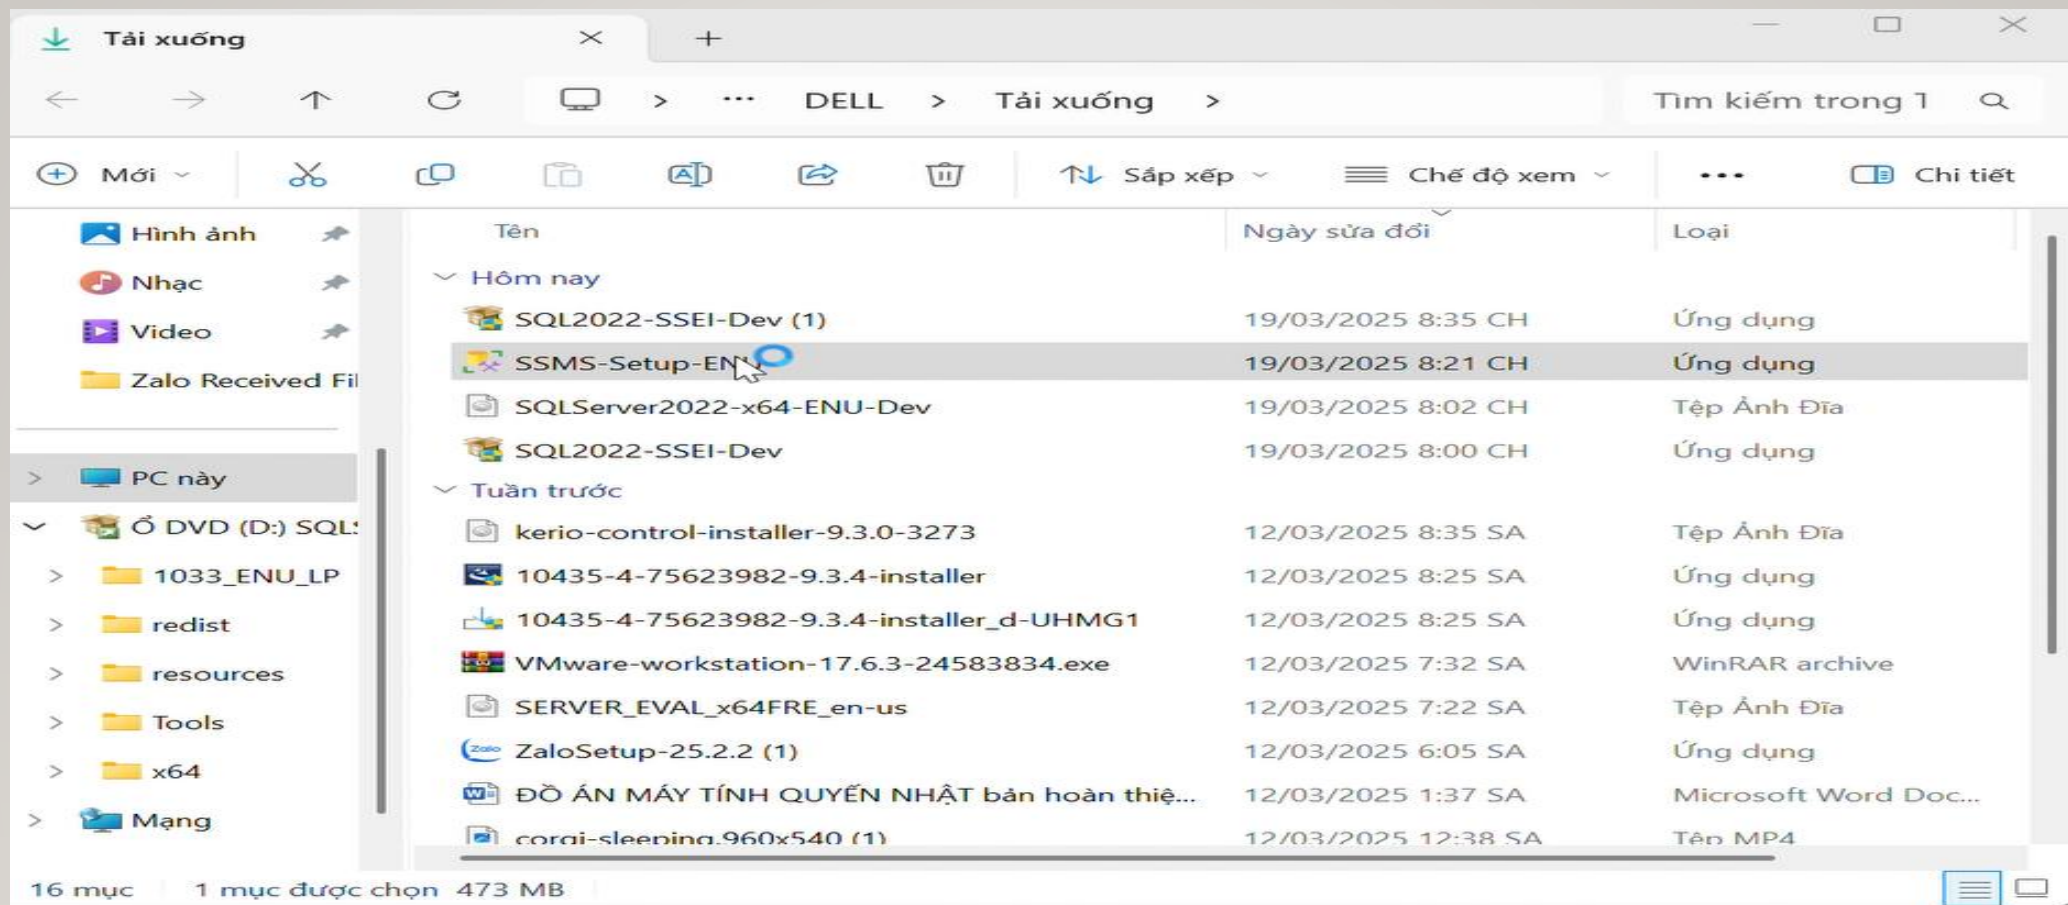 Tải xuống
DELL > Tải xuống >
Tìm kiếm trong T
Mới
Sắp xếp
Chế độ xem
Chi tiết
Hình ảnh
Nhạc
Video
Zalo Received Fil
PC này
Ổ DVD (D:) SQLS
1033_ENU_LP
redist
resources
Tools
x64
Mạng
Tên Ngày sửa đổi Loại
Hôm nay
SQL2022-SSEI-Dev (1) 19/03/2025 8:35 CH Ứng dụng
SSMS-Setup-ENU 19/03/2025 8:21 CH Ứng dụng
SQLServer2022-x64-ENU-Dev 19/03/2025 8:02 CH Tệp Ảnh Đĩa
SQL2022-SSEI-Dev 19/03/2025 8:00 CH Ứng dụng
Tuần trước
kerio-control-installer-9.3.0-3273 12/03/2025 8:35 SA Tệp Ảnh Đĩa
10435-4-75623982-9.3.4-installer 12/03/2025 8:25 SA Ứng dụng
10435-4-75623982-9.3.4-installer_d-UHMG1 12/03/2025 8:25 SA Ứng dụng
VMware-workstation-17.6.3-24583834.exe 12/03/2025 7:32 SA WinRAR archive
SERVER_EVAL_x64FRE_en-us 12/03/2025 7:22 SA Tệp Ảnh Đĩa
ZaloSetup-25.2.2 (1) 12/03/2025 6:05 SA Ứng dụng
ĐỒ ÁN MÁY TÍNH QUYẾN NHẬT bản hoàn thiệ... 12/03/2025 1:37 SA Microsoft Word Doc...
corgi-sleeping.960x540 (1) 12/03/2025 12:38 SA Tệp MP4
16 mục 1 mục được chọn 473 MB